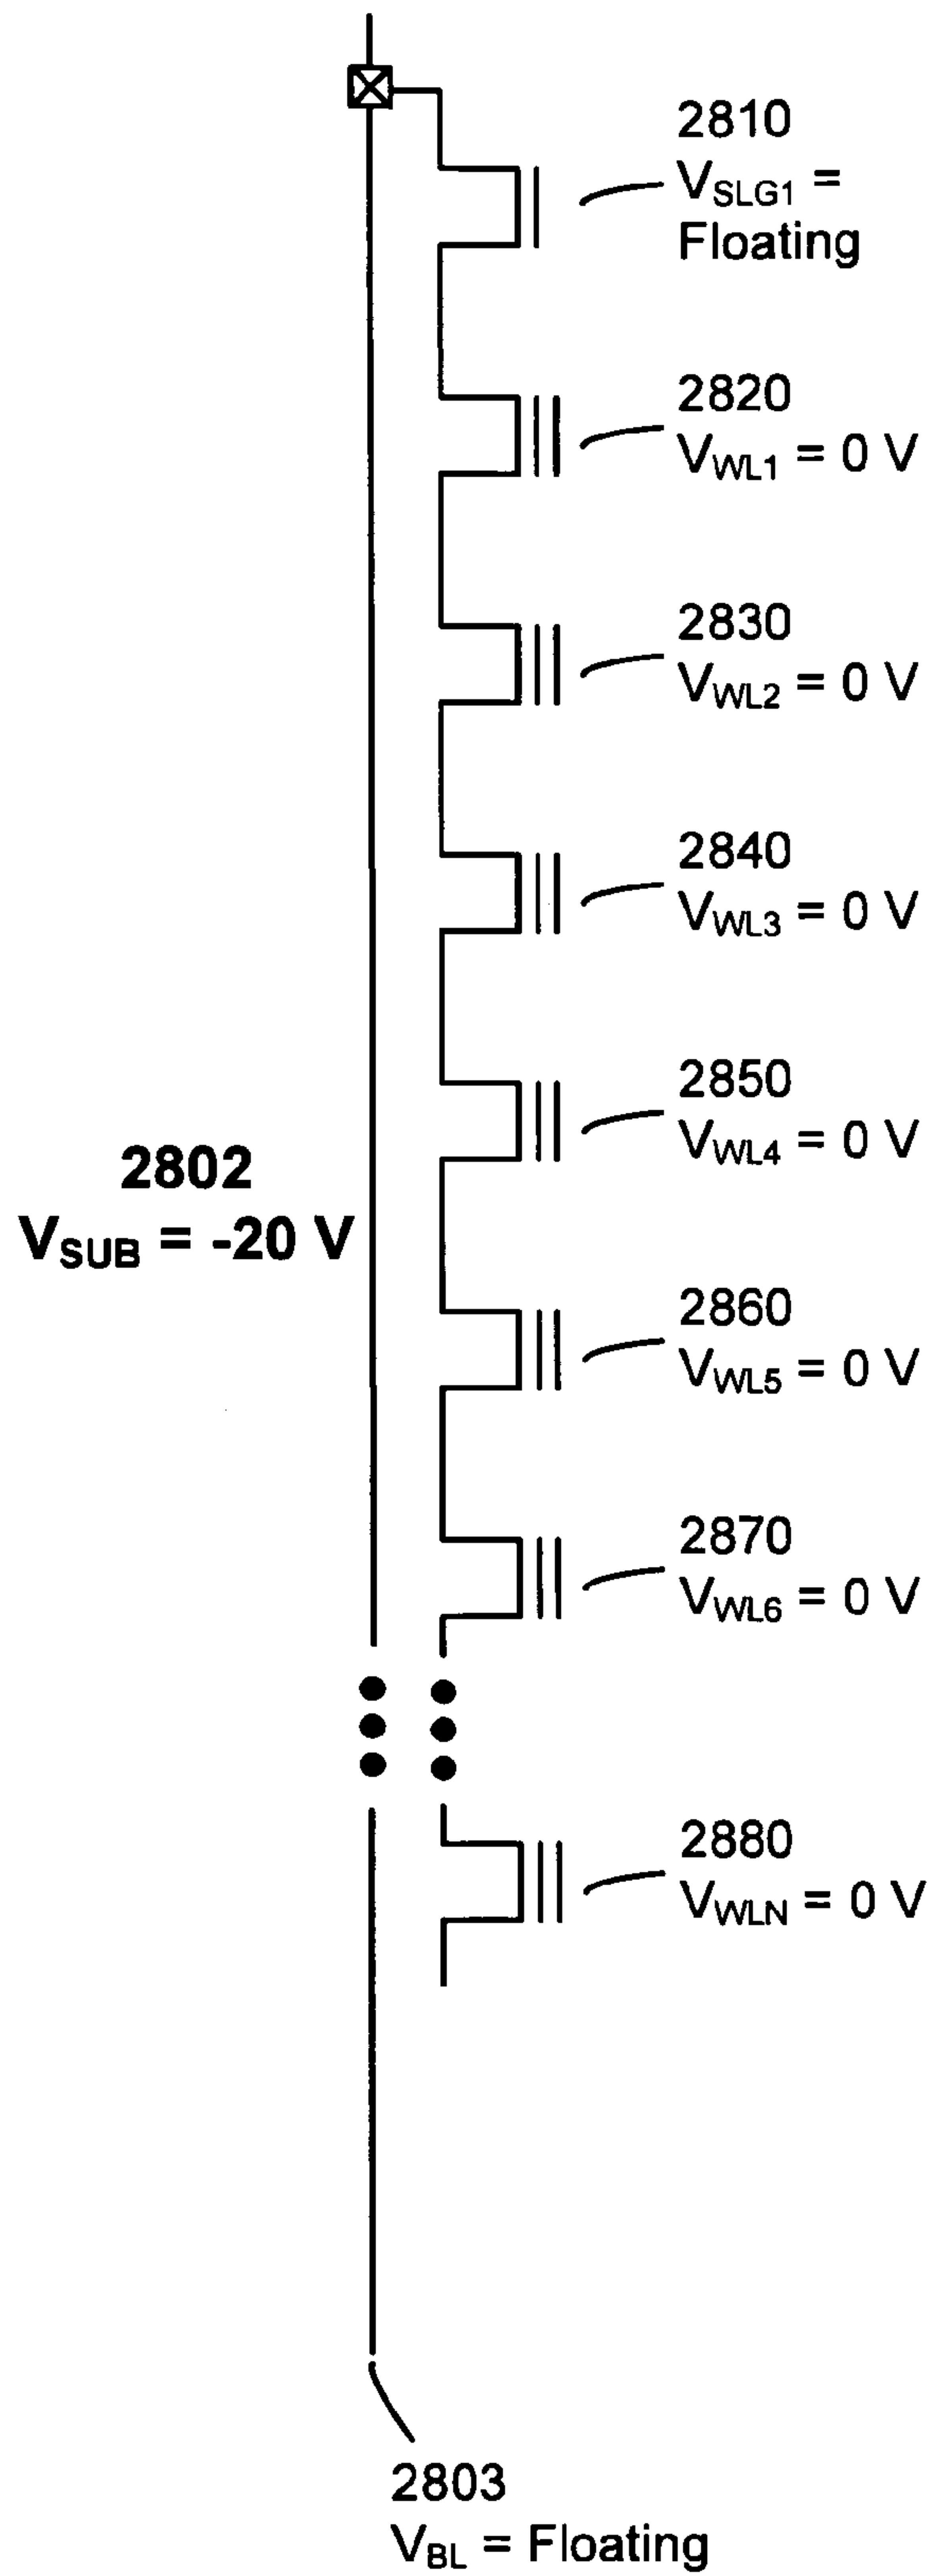 2810
VSLG1 =
Floating
2820
VWL1 = 0 V
2830
VWL2 = 0 V
2840
VWL3 = 0 V
2850
VWL4 = 0 V
2802
VSUB = -20 V
2860
VWL5 = 0 V
2870
VWL6 = 0 V
2880
VWLN = 0 V
2803
VBL = Floating